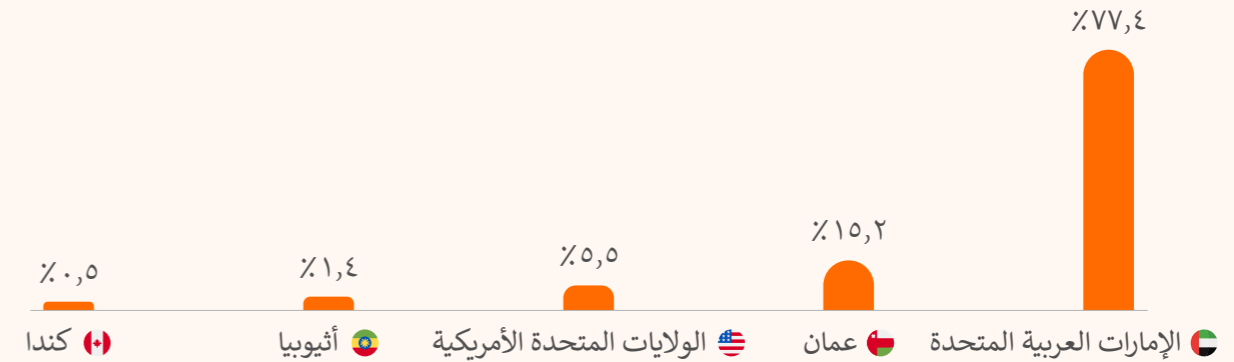 ٪٧٧,٤
٪١٥,٢
٪٥,٥
٪١,٤
٪٠,٥
الإمارات العربية المتحدة
عمان
الولايات المتحدة الأمريكية
أثيوبيا
كندا